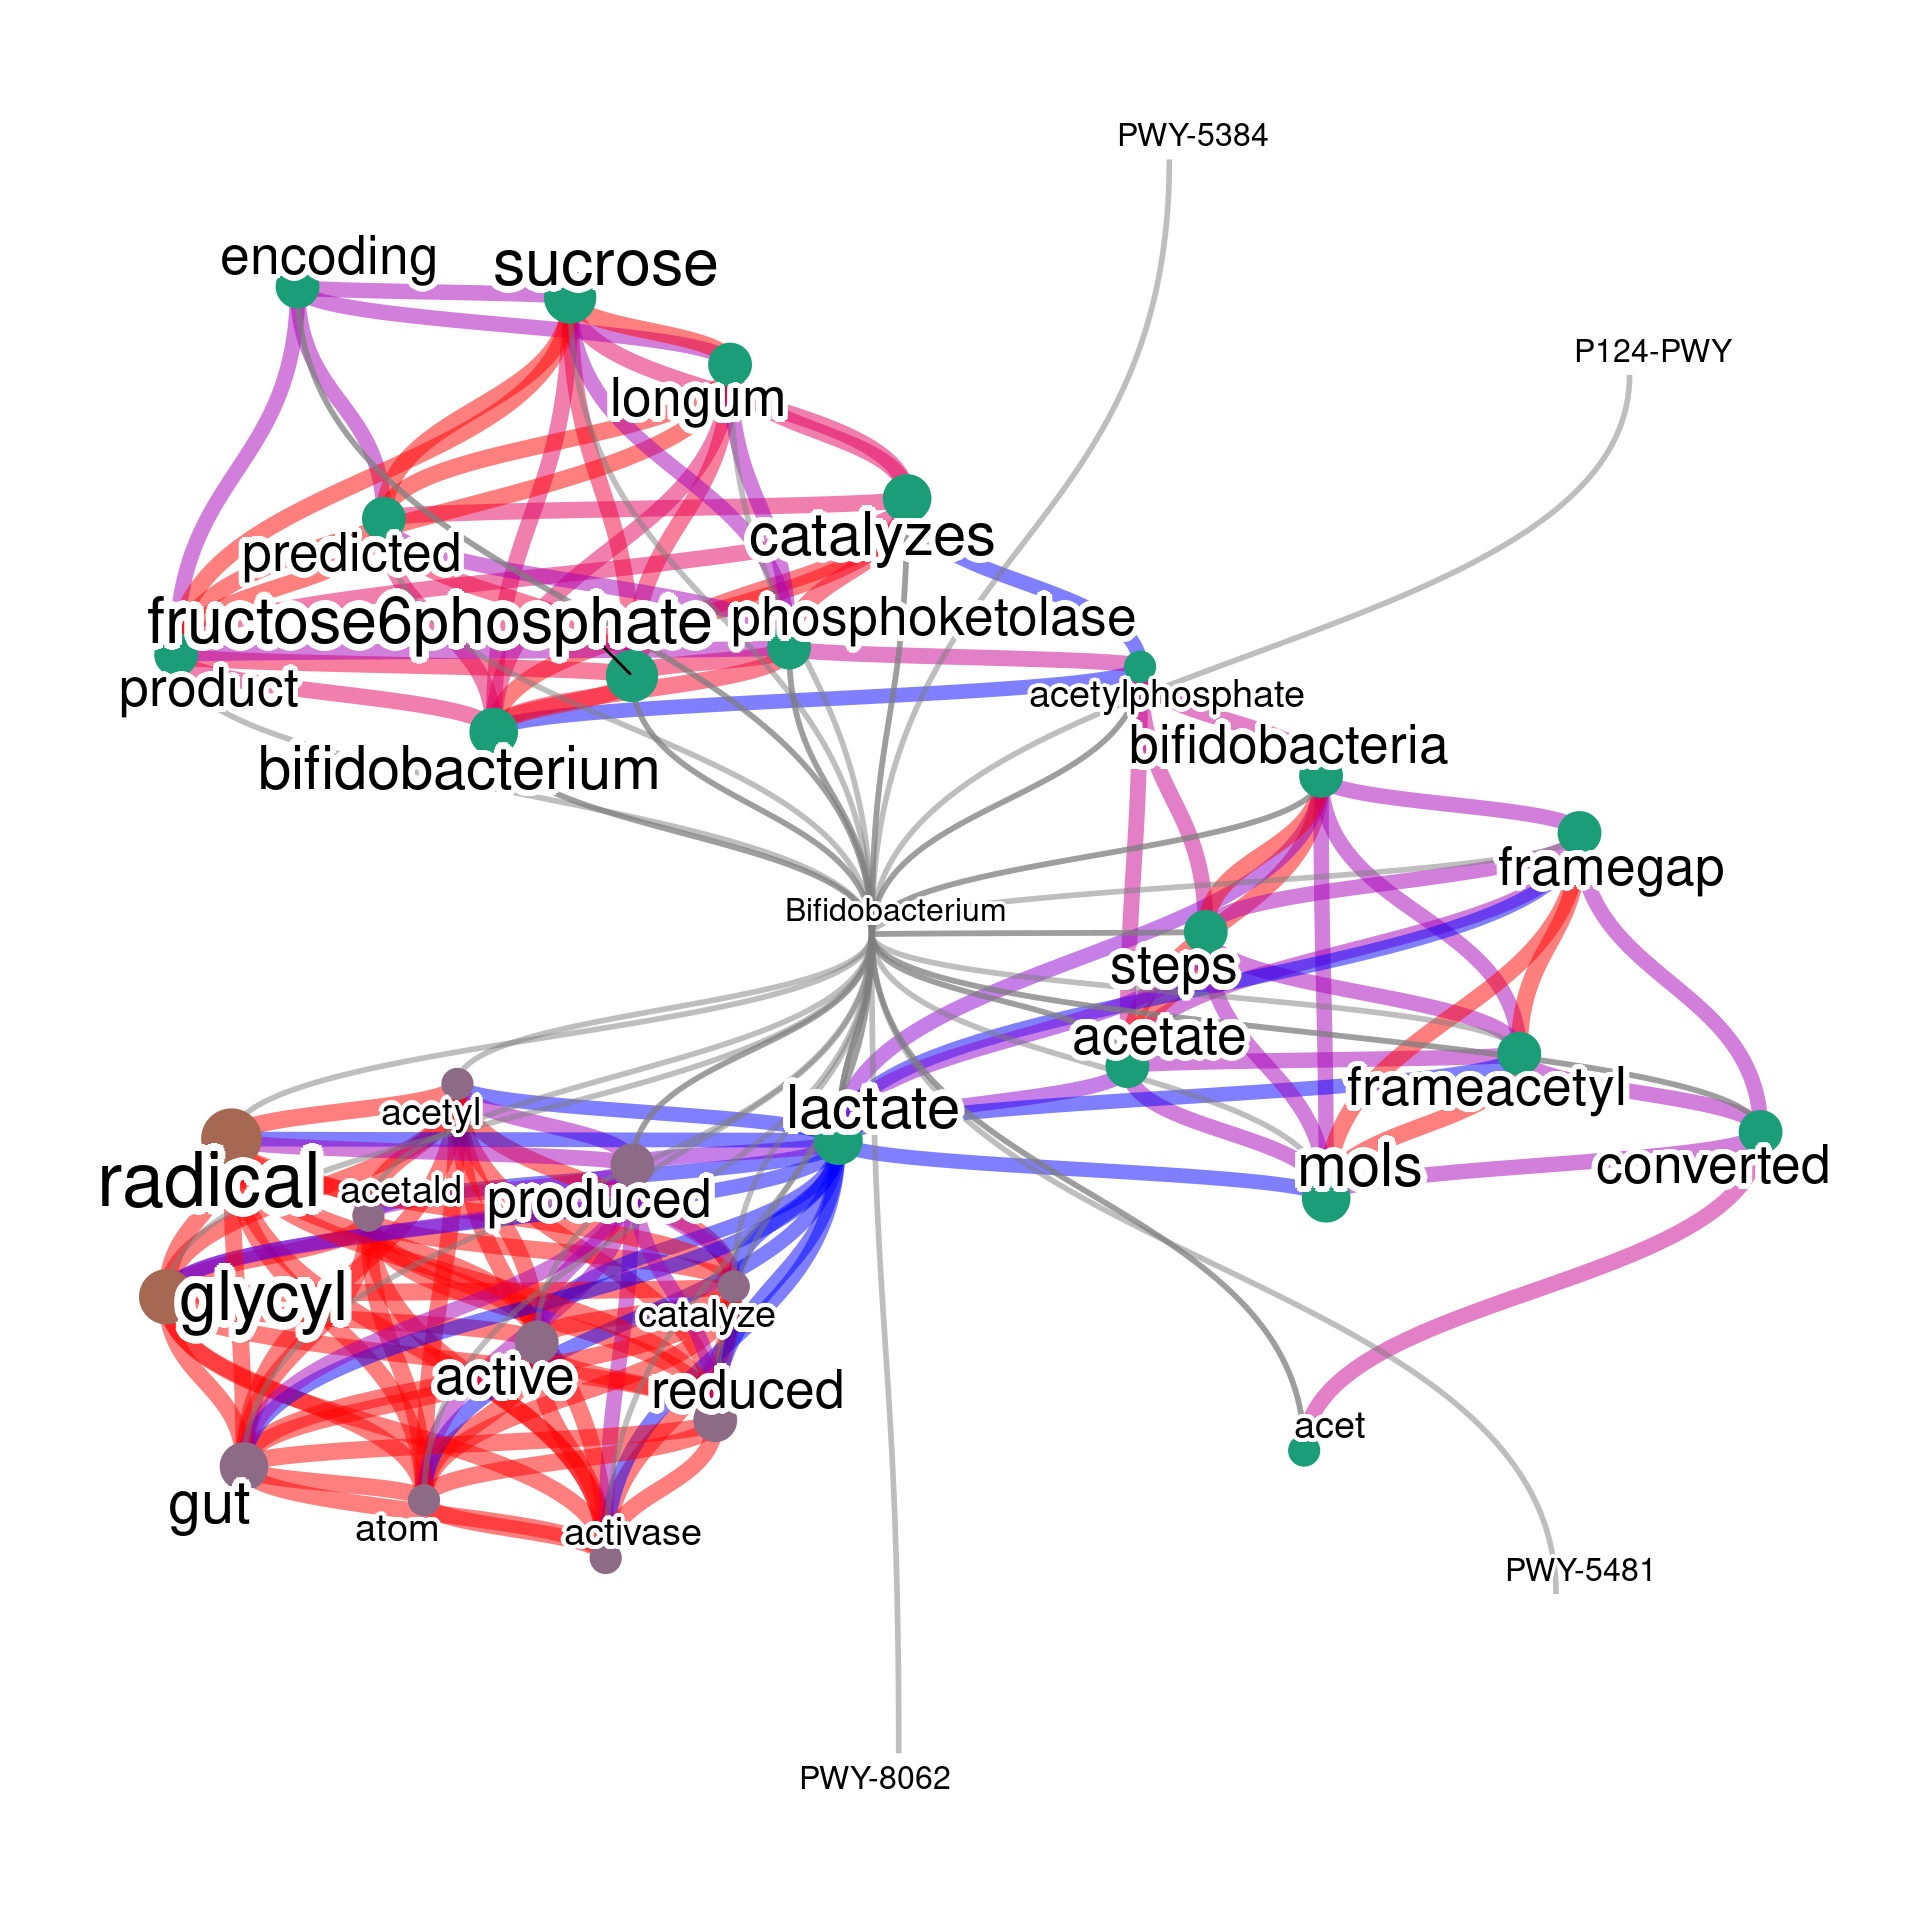 PWY-5384
encoding
sucrose
P124-PWY
longum
catalyzes
predicted
fructose6phosphate
phosphoketolase
product
acetylphosphate
bifidobacteria
bifidobacterium
framegap
Bifidobacterium
steps
acetate
frameacetyl
acetyl
lactate
mols
converted
radical
acetald
produced
glycyl
catalyze
active
reduced
acet
gut
atom
activase
PWY-5481
PWY-8062